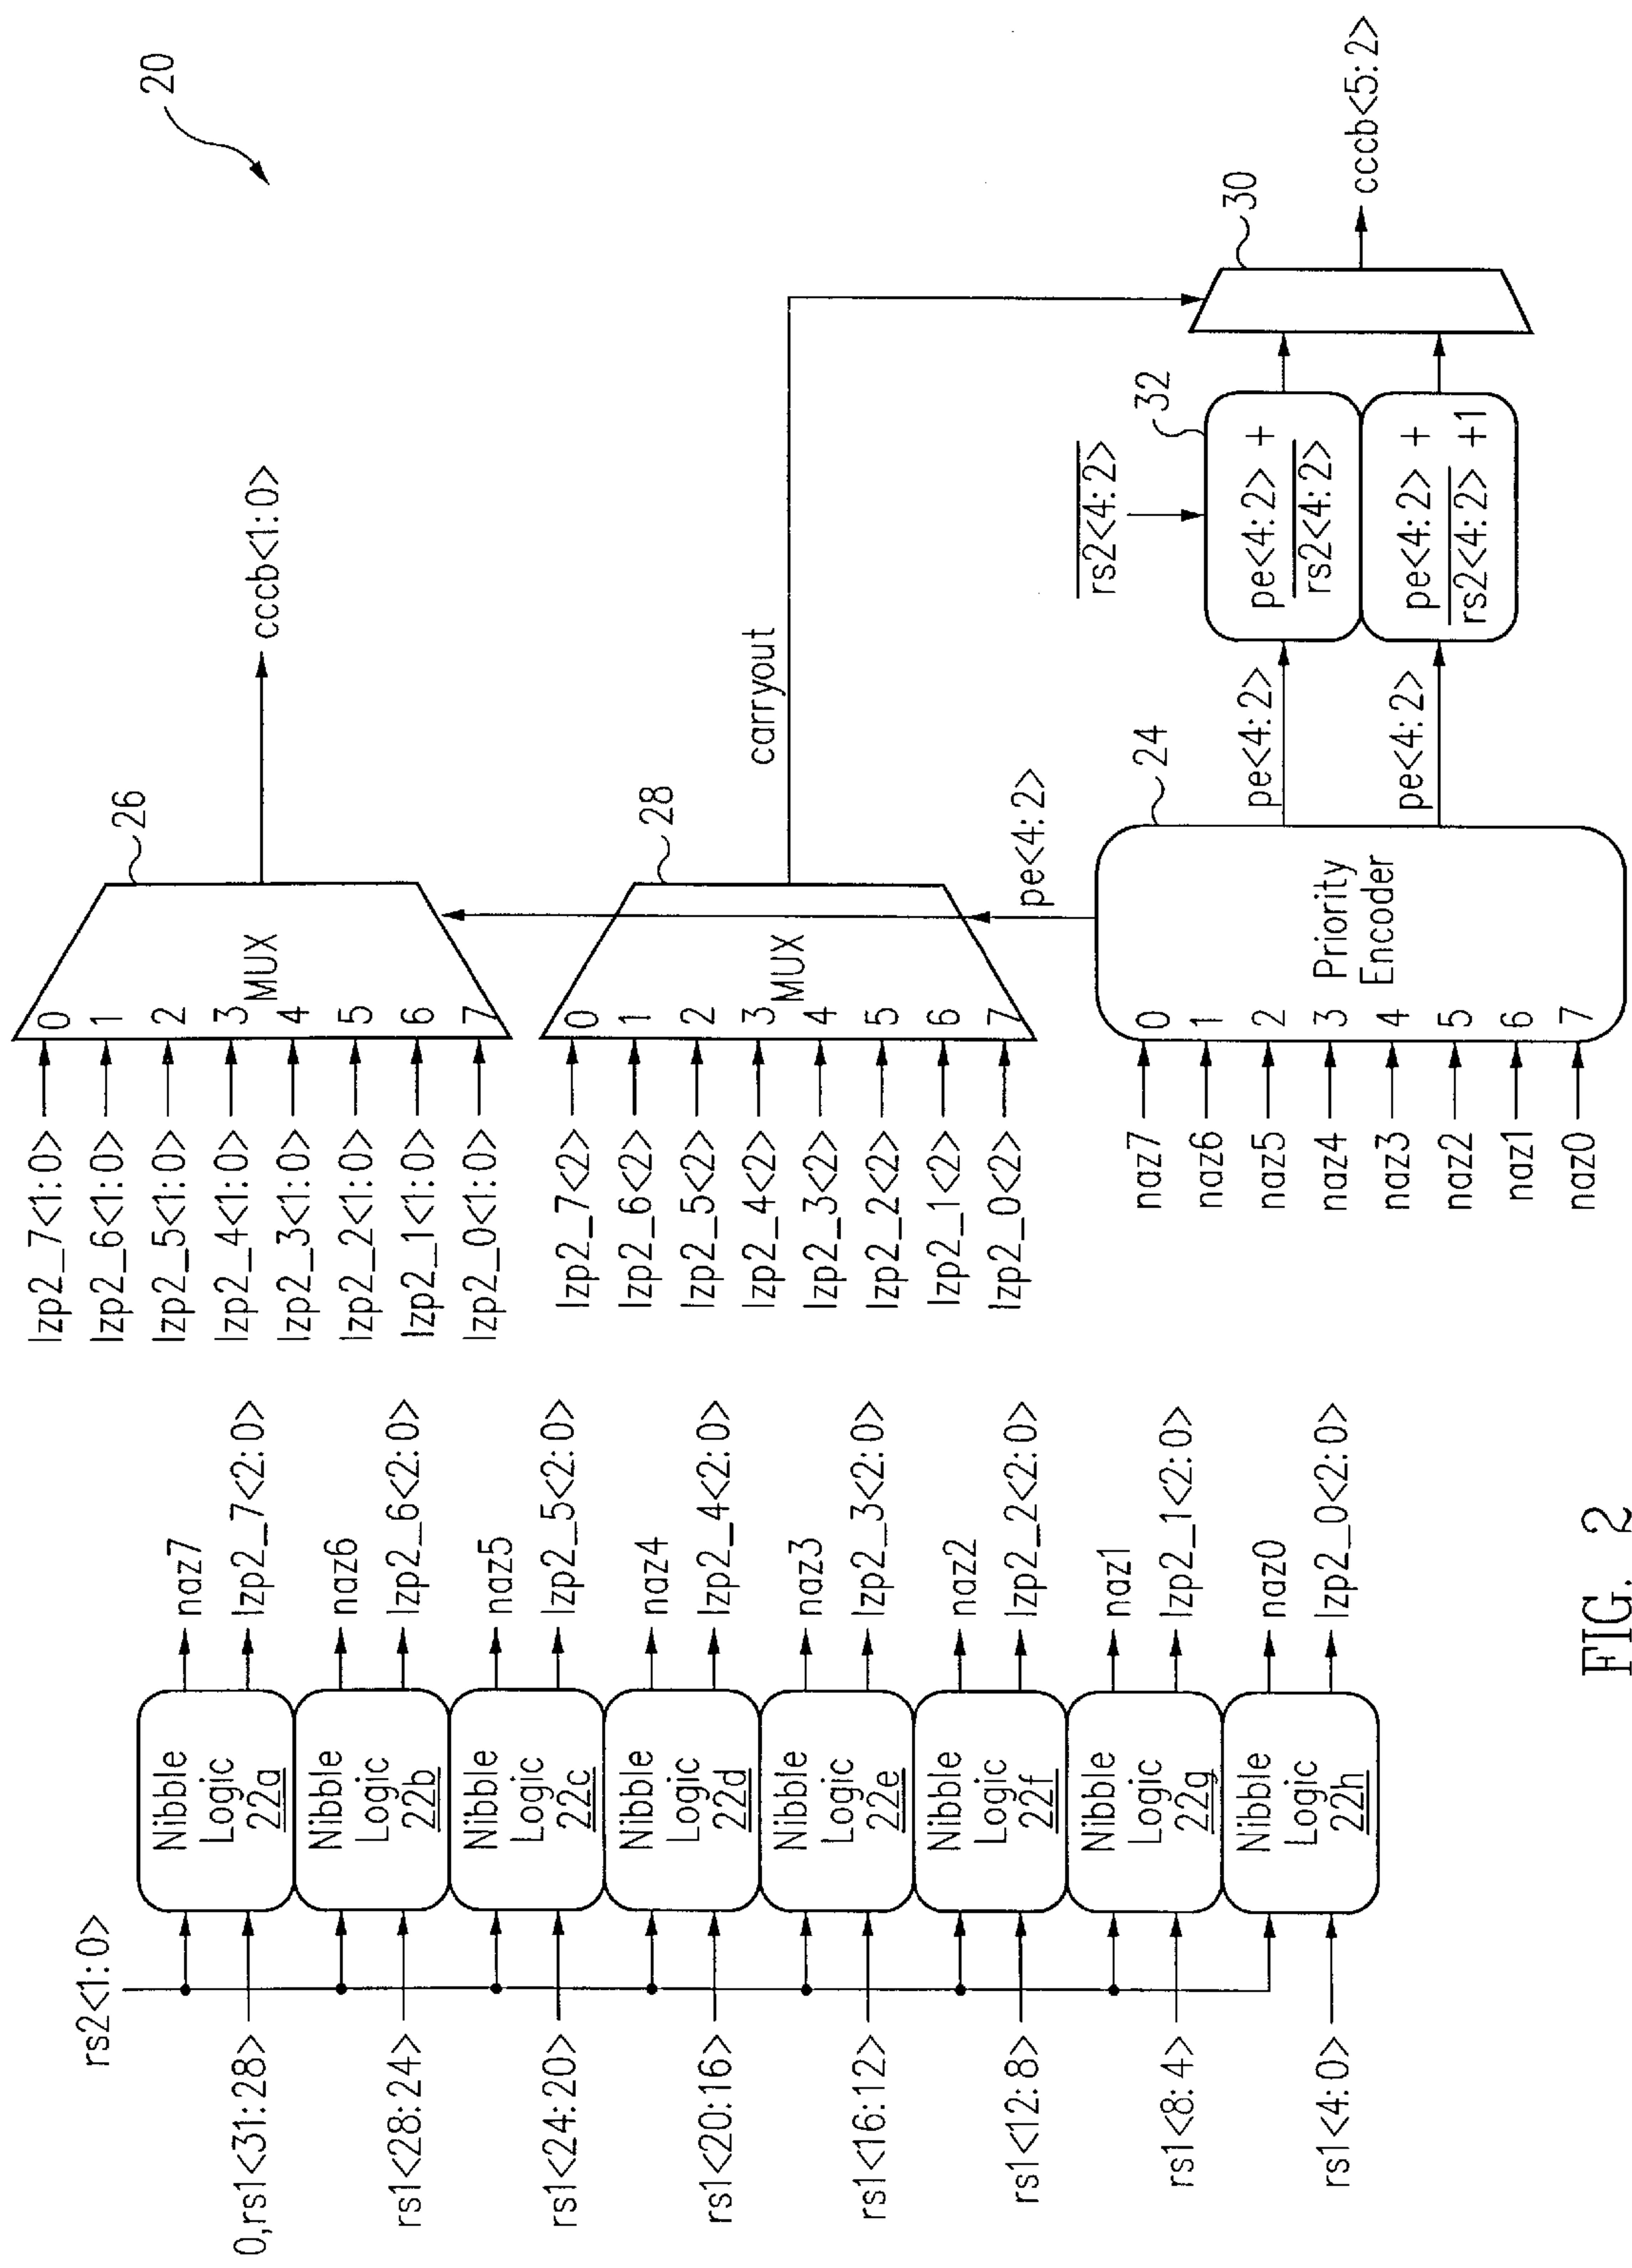 20
rs2<1:0>
0,rs1<31:28>
rs1<28:24>
rs1<24:20>
rs1<20:16>
rs1<16:12>
rs1<12:8>
rs1<8:4>
rs1<4:0>
Nibble
Logic
22a
Nibble
Logic
22b
Nibble
Logic
22c
Nibble
Logic
22d
Nibble
Logic
22e
Nibble
Logic
22f
Nibble
Logic
22g
Nibble
Logic
22h
naz7
lzp2_7<2:0>
naz6
lzp2_6<2:0>
naz5
lzp2_5<2:0>
naz4
lzp2_4<2:0>
naz3
lzp2_3<2:0>
naz2
lzp2_2<2:0>
naz1
lzp2_1<2:0>
naz0
lzp2_0<2:0>
lzp2_7<1:0>
lzp2_6<1:0>
lzp2_5<1:0>
lzp2_4<1:0>
lzp2_3<1:0>
lzp2_2<1:0>
lzp2_1<1:0>
lzp2_0<1:0>
0
1
2
3
4
5
6
7
MUX
26
cccb<1:0>
lzp2_7<2>
lzp2_6<2>
lzp2_5<2>
lzp2_4<2>
lzp2_3<2>
lzp2_2<2>
lzp2_1<2>
lzp2_0<2>
0
1
2
3
4
5
6
7
MUX
28
carryout
pe<4:2>
naz7
naz6
naz5
naz4
naz3
naz2
naz1
naz0
0
1
2
3
4
5
6
7
Priority
Encoder
24
pe<4:2>
pe<4:2>
rs2<4:2>
32
pe<4:2> +
rs2<4:2>
pe<4:2> +
rs2<4:2> +1
30
cccb<5:2>
FIG. 2